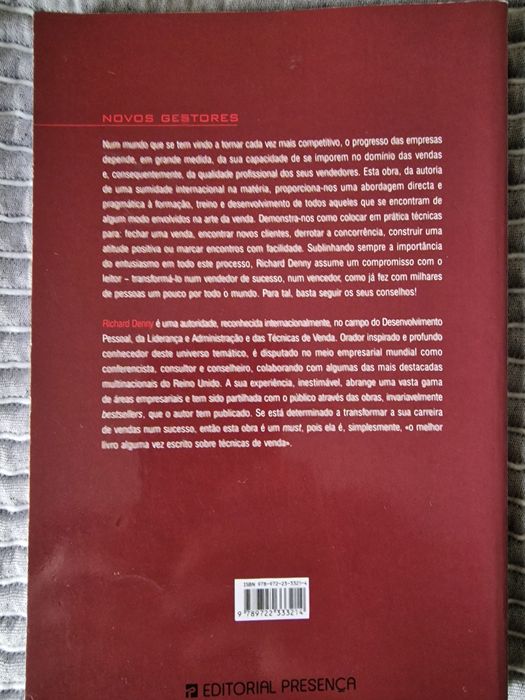 NOVOS GESTORES
Num mundo que se tem vindo a tornar cada vez mais competitivo, o progresso das empresas
depende, em grande medida, da sua capacidade de se imporem no domínio das vendas
e, consequentemente, da qualidade profissional dos seus vendedores. Esta obra, da autoria
de uma sumidade internacional na matéria, proporciona-nos uma abordagem directa e
pragmática à formação, treino e desenvolvimento de todos aqueles que se encontram de
algum modo envolvidos na arte da venda. Demonstra-nos como colocar em prática técnicas
para: fechar uma venda, encontrar novos clientes, derrotar a concorrência, construir uma
atitude positiva ou marcar encontros com facilidade. Sublinhando sempre a importância
do entusiasmo em todo este processo, Richard Denny assume um compromisso com o
leitor – transformá-lo num vendedor de sucesso, num vencedor, como já fez com milhares
de pessoas um pouco por todo o mundo. Para tal, basta seguir os seus conselhos!
Richard Denny é uma autoridade, reconhecida internacionalmente, no campo do Desenvolvimento
Pessoal, da Liderança e Administração e das Técnicas de Venda. Orador inspirado e profundo
conhecedor deste universo temático, é disputado no meio empresarial mundial como
conferencista, consultor e conselheiro, colaborando com algumas das mais destacadas
multinacionais do Reino Unido. A sua experiência, inestimável, abrange uma vasta gama
de áreas empresariais e tem sido partilhada com o público através das obras, invariavelmente
bestsellers, que o autor tem publicado. Se está determinado a transformar a sua carreira
de vendas num sucesso, então esta obra é um must, pois ela é, simplesmente, «o melhor
livro alguma vez escrito sobre técnicas de venda».
ISBN 978-972-23-3321-4
9 789722 333214
EDITORIAL PRESENÇA